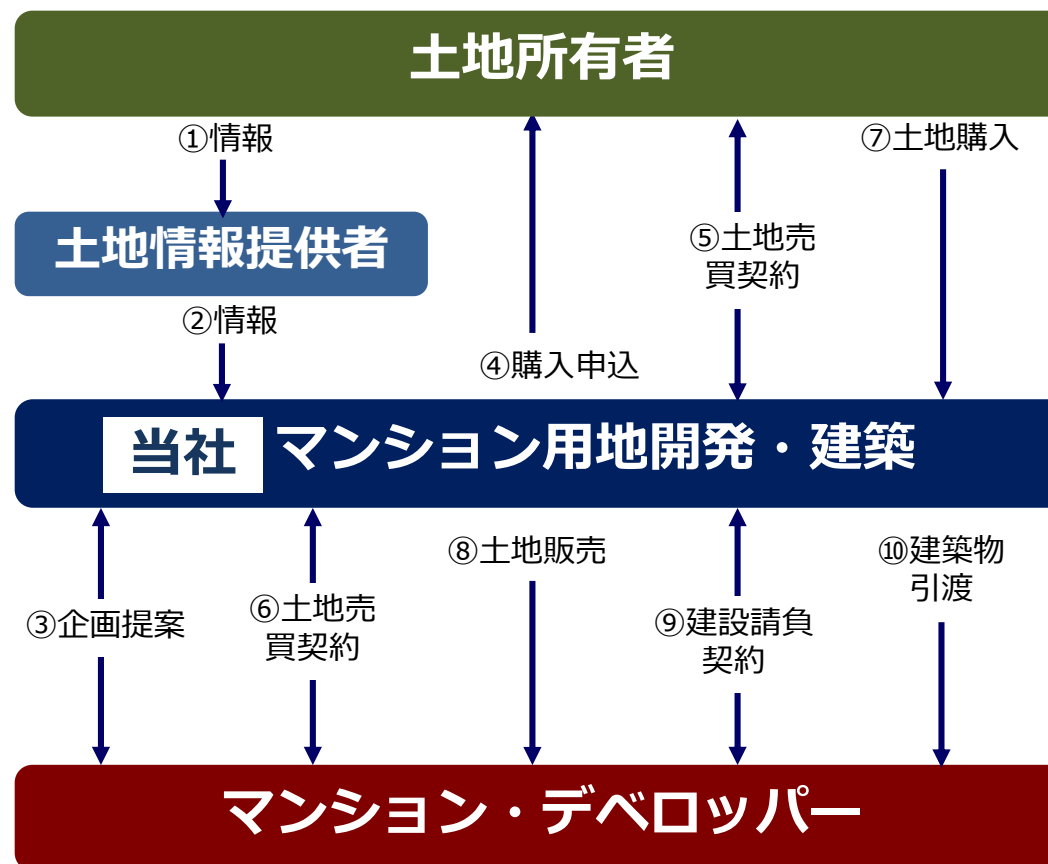 土地所有者
①情報
⑦土地購入
土地情報提供者
⑤土地売
買契約
②情報
④購入申込
当社 マンション用地開発・建築
③企画提案
⑥土地売
買契約
⑧土地販売
⑨建設請負
契約
⑩建築物
引渡
マンション・デベロッパー